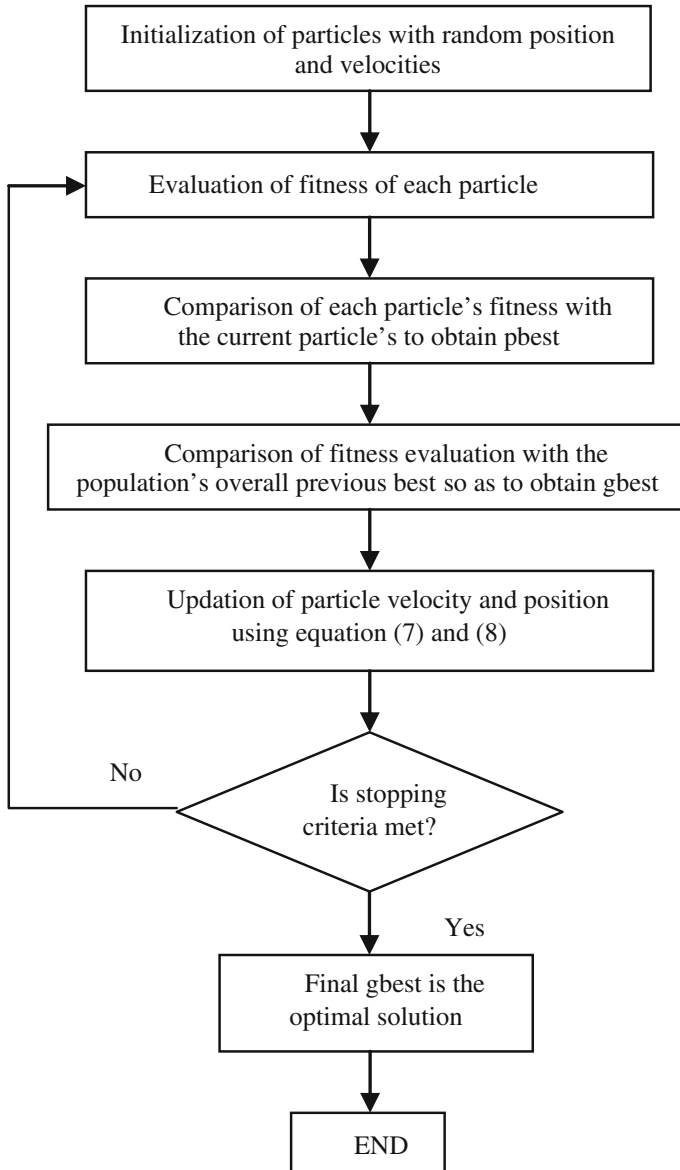 Initialization of particles with random position
and velocities
Evaluation of fitness of each particle
Comparison of each particle’s fitness with
the current particle’s to obtain pbest
Comparison of fitness evaluation with the
population’s overall previous best so as to obtain gbest
Updation of particle velocity and position
using equation (7) and (8)
No
Is stopping
criteria met?
Yes
Final gbest is the
optimal solution
END